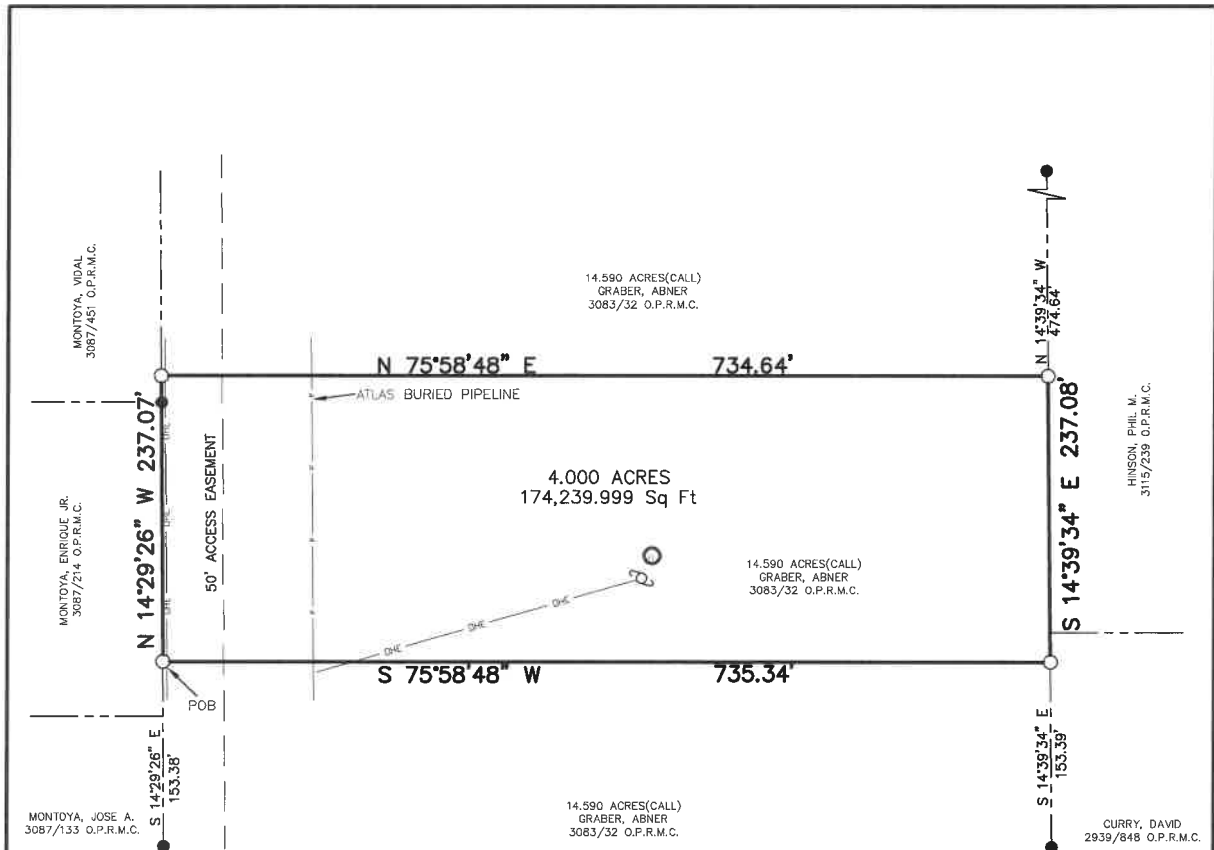 MONTOYA, VIDAL
3087/451 O.P.R.M.C.
14.590 ACRES(CALL)
GRABER, ABNER
3083/32 O.P.R.M.C.
N 14°39'34" W
474.64'
N 75°58'48" E 734.64'
ATLAS BURIED PIPELINE
MONTOYA, ENRIQUE JR.
3087/214 O.P.R.M.C.
N 14°29'26" W 237.07'
OHE
OHE
OHE
50' ACCESS EASEMENT
4.000 ACRES
174,239.999 Sq Ft
14.590 ACRES(CALL)
GRABER, ABNER
3083/32 O.P.R.M.C.
S 14°39'34" E 237.08'
HINSON, PHIL M.
3115/239 O.P.R.M.C.
OHE
OHE
OHE
S 75°58'48" W 735.34'
POB
S 14°29'26" E
153.38'
S 14°39'34" E
153.39'
MONTOYA, JOSE A.
3087/133 O.P.R.M.C.
14.590 ACRES(CALL)
GRABER, ABNER
3083/32 O.P.R.M.C.
CURRY, DAVID
2939/848 O.P.R.M.C.